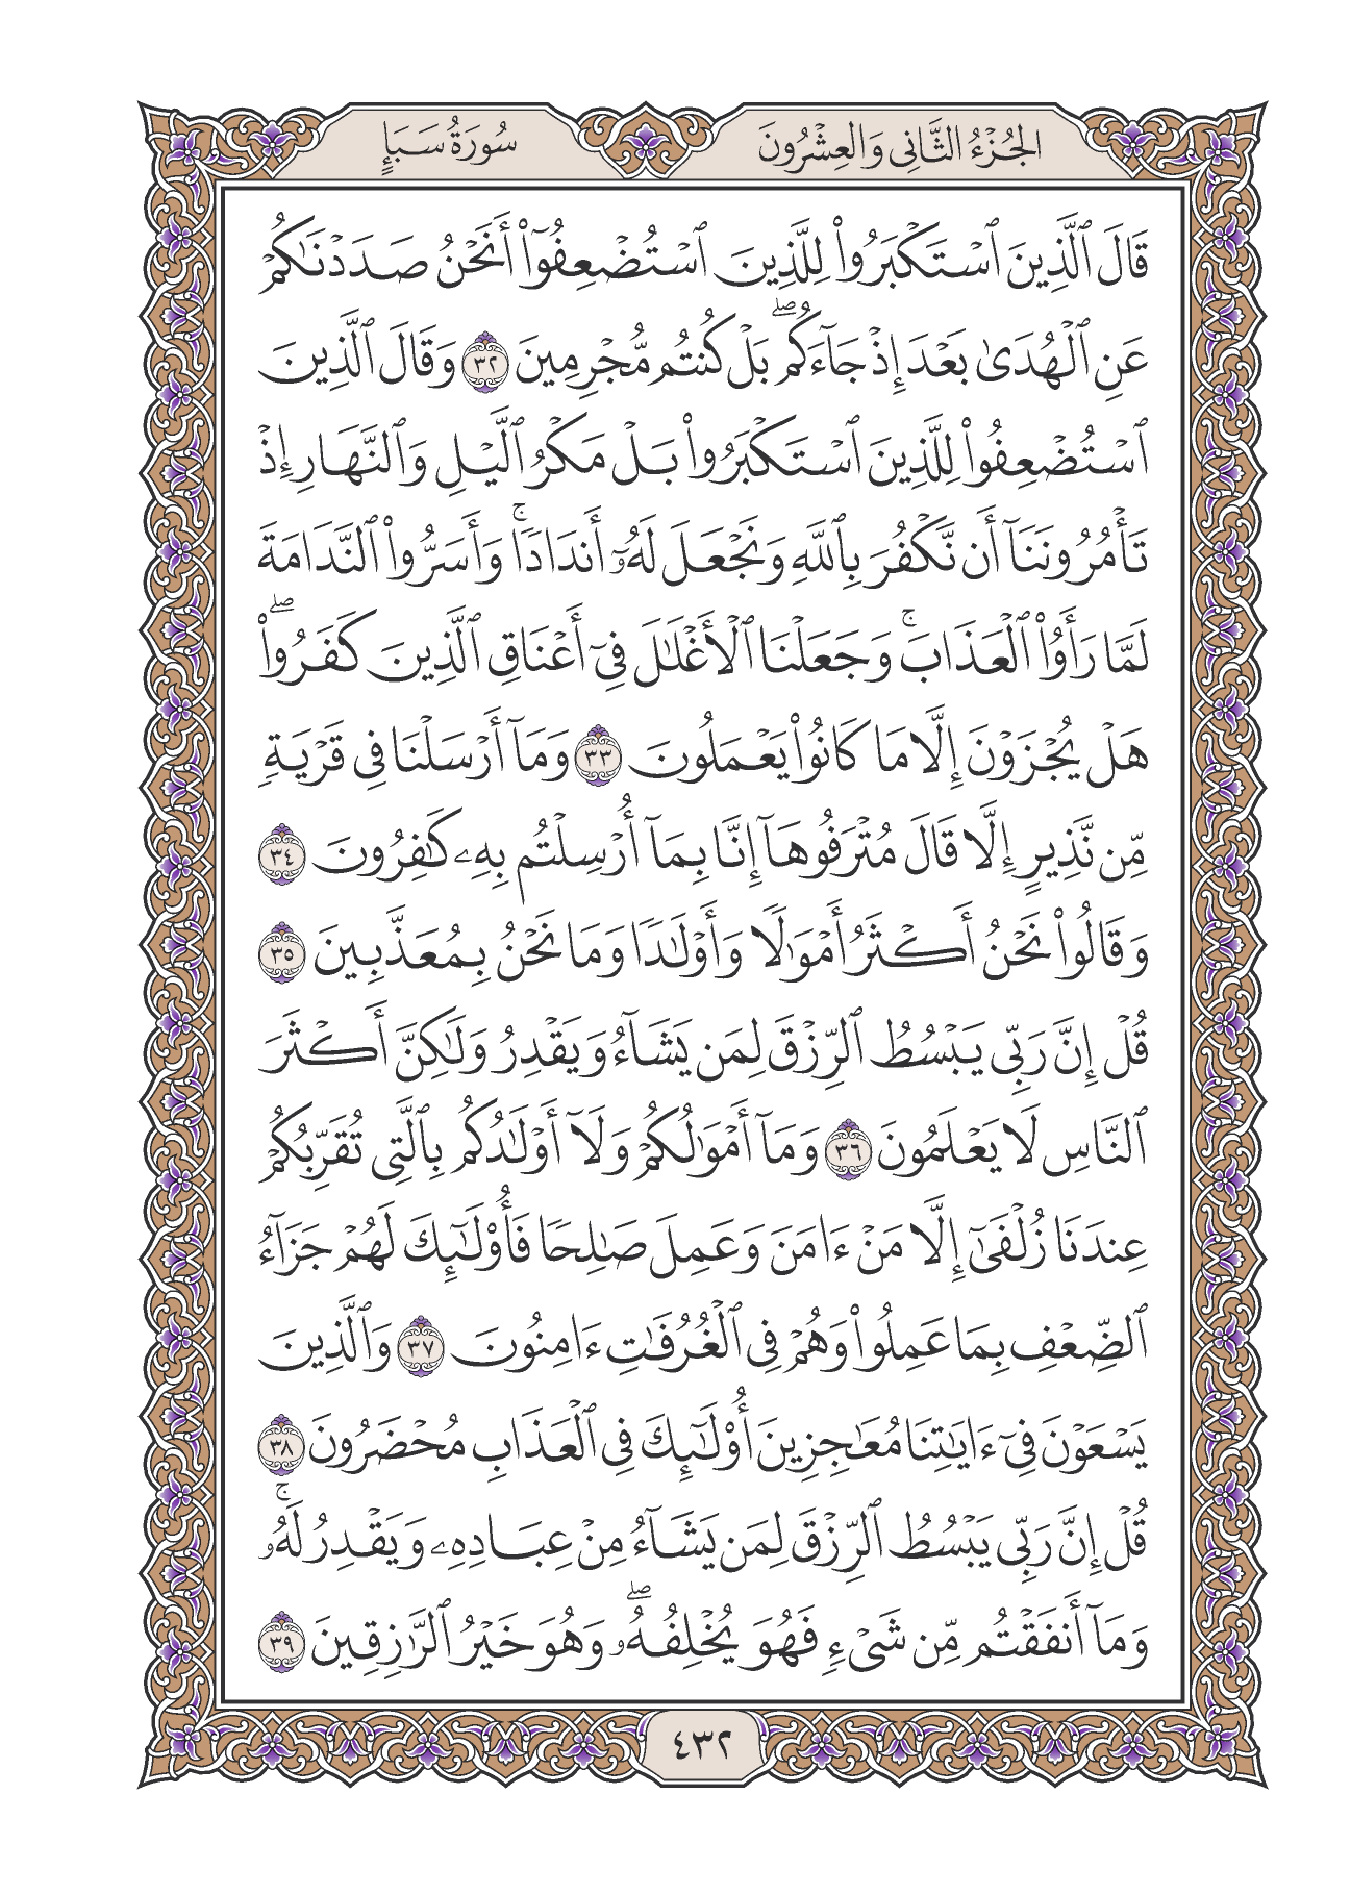 الجُزْءُ الثَّانِي وَالعِشْرُونَ
سُورَةُ سَبَإٍ
قَالَ ٱلَّذِينَ ٱسْتَكْبَرُواْ لِلَّذِينَ ٱسْتُضْعِفُوٓاْ أَنَحْنُ صَدَدْنَٰكُمْ
عَنِ ٱلْهُدَىٰ بَعْدَ إِذْ جَآءَكُمۖ بَلْ كُنتُم مُّجْرِمِينَ ٣٢ وَقَالَ ٱلَّذِينَ
ٱسْتُضْعِفُواْ لِلَّذِينَ ٱسْتَكْبَرُواْ بَلْ مَكْرُ ٱلَّيْلِ وَٱلنَّهَارِ إِذْ
تَأْمُرُونَنَآ أَن نَّكْفُرَ بِٱللَّهِ وَنَجْعَلَ لَهُۥٓ أَندَادًاۚ وَأَسَرُّواْ ٱلنَّدَامَةَ
لَمَّا رَأَوُاْ ٱلْعَذَابَۚ وَجَعَلْنَا ٱلْأَغْلَٰلَ فِىٓ أَعْنَاقِ ٱلَّذِينَ كَفَرُواْۖ
هَلْ يُجْزَوْنَ إِلَّا مَا كَانُواْ يَعْمَلُونَ ٣٣ وَمَآ أَرْسَلْنَا فِى قَرْيَةٍ
مِّن نَّذِيرٍ إِلَّا قَالَ مُتْرَفُوهَآ إِنَّا بِمَآ أُرْسِلْتُم بِهِۦ كَٰفِرُونَ ٣٤
وَقَالُواْ نَحْنُ أَكْثَرُ أَمْوَٰلًا وَأَوْلَٰدًا وَمَا نَحْنُ بِمُعَذَّبِينَ ٣٥
قُلْ إِنَّ رَبِّى يَبْسُطُ ٱلرِّزْقَ لِمَن يَشَآءُ وَيَقْدِرُ وَلَٰكِنَّ أَكْثَرَ
ٱلنَّاسِ لَا يَعْلَمُونَ ٣٦ وَمَآ أَمْوَٰلُكُمْ وَلَآ أَوْلَٰدُكُم بِٱلَّتِى تُقَرِّبُكُمْ
عِندَنَا زُلْفَىٰٓ إِلَّا مَنْ ءَامَنَ وَعَمِلَ صَٰلِحًا فَأُوْلَٰٓئِكَ لَهُمْ جَزَآءُ
ٱلضِّعْفِ بِمَا عَمِلُواْ وَهُمْ فِى ٱلْغُرُفَٰتِ ءَامِنُونَ ٣٧ وَٱلَّذِينَ
يَسْعَوْنَ فِىٓ ءَايَٰتِنَا مُعَٰجِزِينَ أُوْلَٰٓئِكَ فِى ٱلْعَذَابِ مُحْضَرُونَ ٣٨
قُلْ إِنَّ رَبِّى يَبْسُطُ ٱلرِّزْقَ لِمَن يَشَآءُ مِنْ عِبَادِهِۦ وَيَقْدِرُ لَهُۥۚ
وَمَآ أَنفَقْتُم مِّن شَىْءٍ فَهُوَ يُخْلِفُهُۥۖ وَهُوَ خَيْرُ ٱلرَّٰزِقِينَ ٣٩
٤٣٢